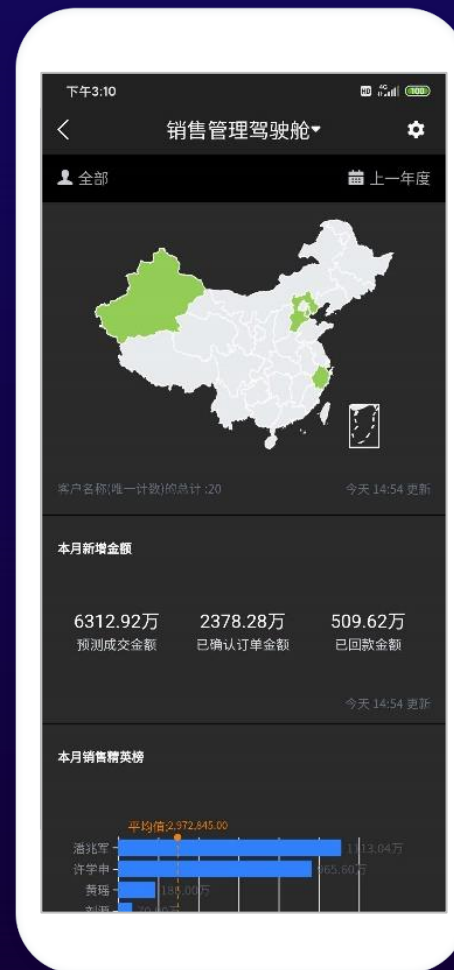 下午3:10
HD 4G 100
销售管理驾驶舱
全部 上一年度
客户名称(唯一计数)的总计 :20 今天 14:54 更新
本月新增金额
6312.92万 2378.28万 509.62万
预测成交金额 已确认订单金额 已回款金额
今天 14:54 更新
本月销售精英榜
平均值:2,972,845.00
潘兆军 1113.04万
许学申 965.60万
黄瑶